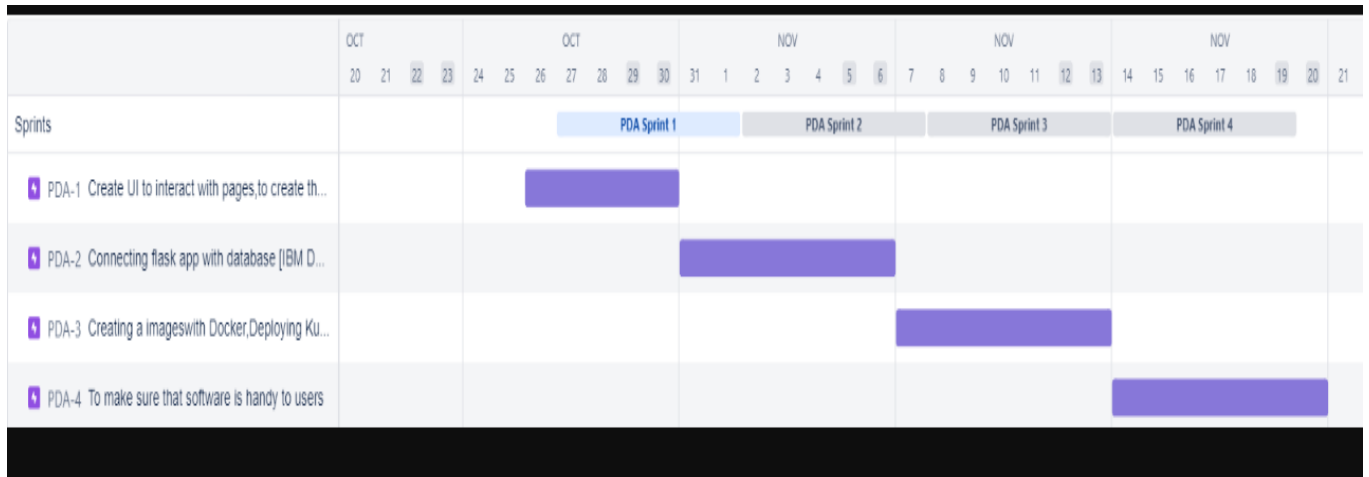 OCT OCT NOV NOV NOV
20 21 22 23 24 25 26 27 28 29 30 31 1 2 3 4 5 6 7 8 9 10 11 12 13 14 15 16 17 18 19 20 21
Sprints PDA Sprint 1 PDA Sprint 2 PDA Sprint 3 PDA Sprint 4
PDA-1 Create UI to interact with pages,to create th...
PDA-2 Connecting flask app with database [IBM D...
PDA-3 Creating a imageswith Docker,Deploying Ku...
PDA-4 To make sure that software is handy to users